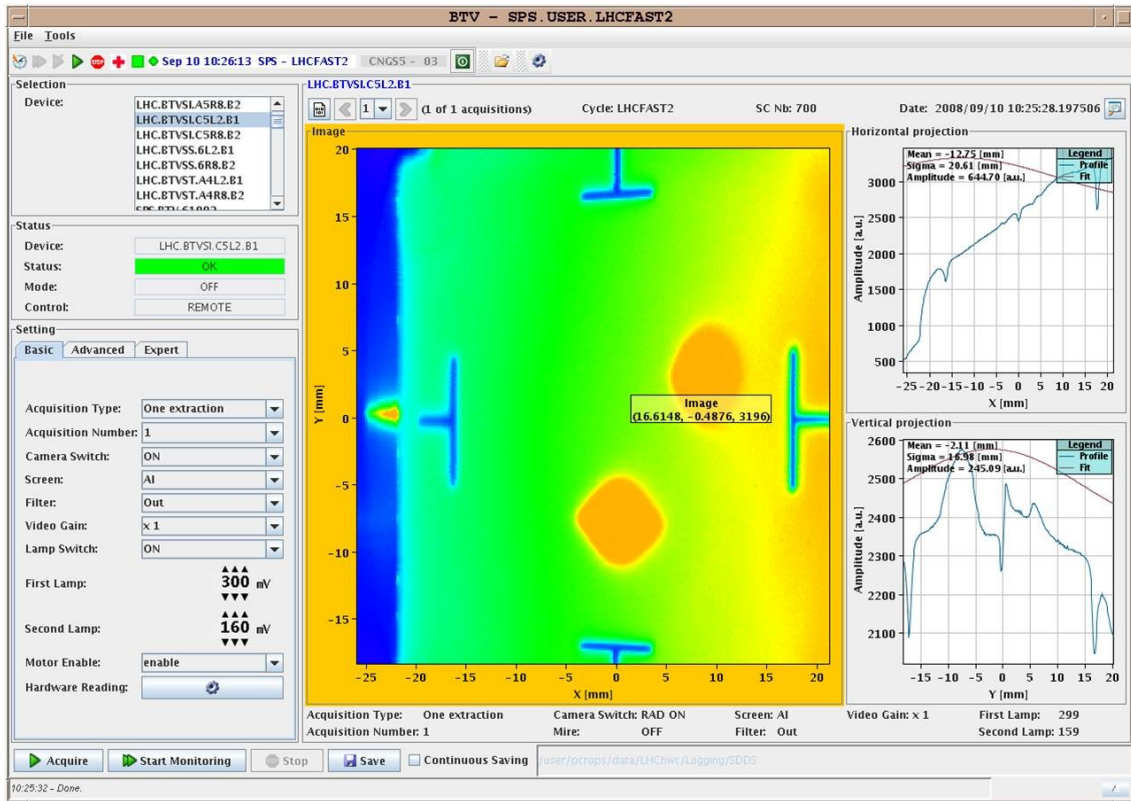 BTV - SPS.USER.LHCFAST2
File Tools
Sep 10 10:26:13 SPS - LHCFAST2 CNGS5 - 03
Selection
Device:
LHC.BTVSI.A5R8.B2
LHC.BTVSI.C5L2.B1
LHC.BTVSI.C5R8.B2
LHC.BTVSS.6L2.B1
LHC.BTVSS.6R8.B2
LHC.BTVST.A4L2.B1
LHC.BTVST.A4R8.B2
Status
Device: LHC.BTVSI.C5L2.B1
Status: OK
Mode: OFF
Control: REMOTE
Setting
Basic Advanced Expert
Acquisition Type: One extraction
Acquisition Number: 1
Camera Switch: ON
Screen: Al
Filter: Out
Video Gain: x 1
Lamp Switch: ON
First Lamp: 300 mV
Second Lamp: 160 mV
Motor Enable: enable
Hardware Reading:
LHC.BTVSI.C5L2.B1
1 (1 of 1 acquisitions) Cycle: LHCFAST2 SC Nb: 700 Date: 2008/09/10 10:25:28.197506
Image
20
15
10
5
0
-5
-10
-15
Y [mm]
Image
(16.6148, -0.4876, 3196)
-25 -20 -15 -10 -5 0 5 10 15 20
X [mm]
Horizontal projection
Mean = -12.75 [mm]
Sigma = 20.61 [mm]
Amplitude = 644.70 [a.u.]
Legend
Profile
Fit
3000
2500
2000
1500
1000
500
Amplitude [a.u.]
-25 -20 -15 -10 -5 0 5 10 15 20
X [mm]
Vertical projection
Mean = -2.11 [mm]
Sigma = 16.98 [mm]
Amplitude = 245.09 [a.u.]
Legend
Profile
Fit
2600
2500
2400
2300
2200
2100
Amplitude [a.u.]
-15 -10 -5 0 5 10 15 20
Y [mm]
Acquisition Type: One extraction Camera Switch: RAD ON Screen: Al Video Gain: x 1 First Lamp: 299
Acquisition Number: 1 Mire: OFF Filter: Out Second Lamp: 159
Acquire Start Monitoring Stop Save Continuous Saving /user/pcrops/data/LHChwc/Logging/SDDS
10:25:32 - Done.